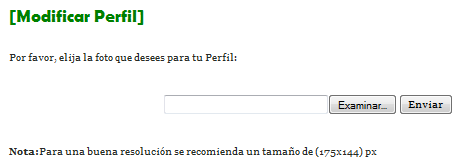 [Modificar Perfil]
Por favor, elija la foto que desees para tu Perfil:
Examinar... Enviar
Nota:Para una buena resolución se recomienda un tamaño de (175x144) px